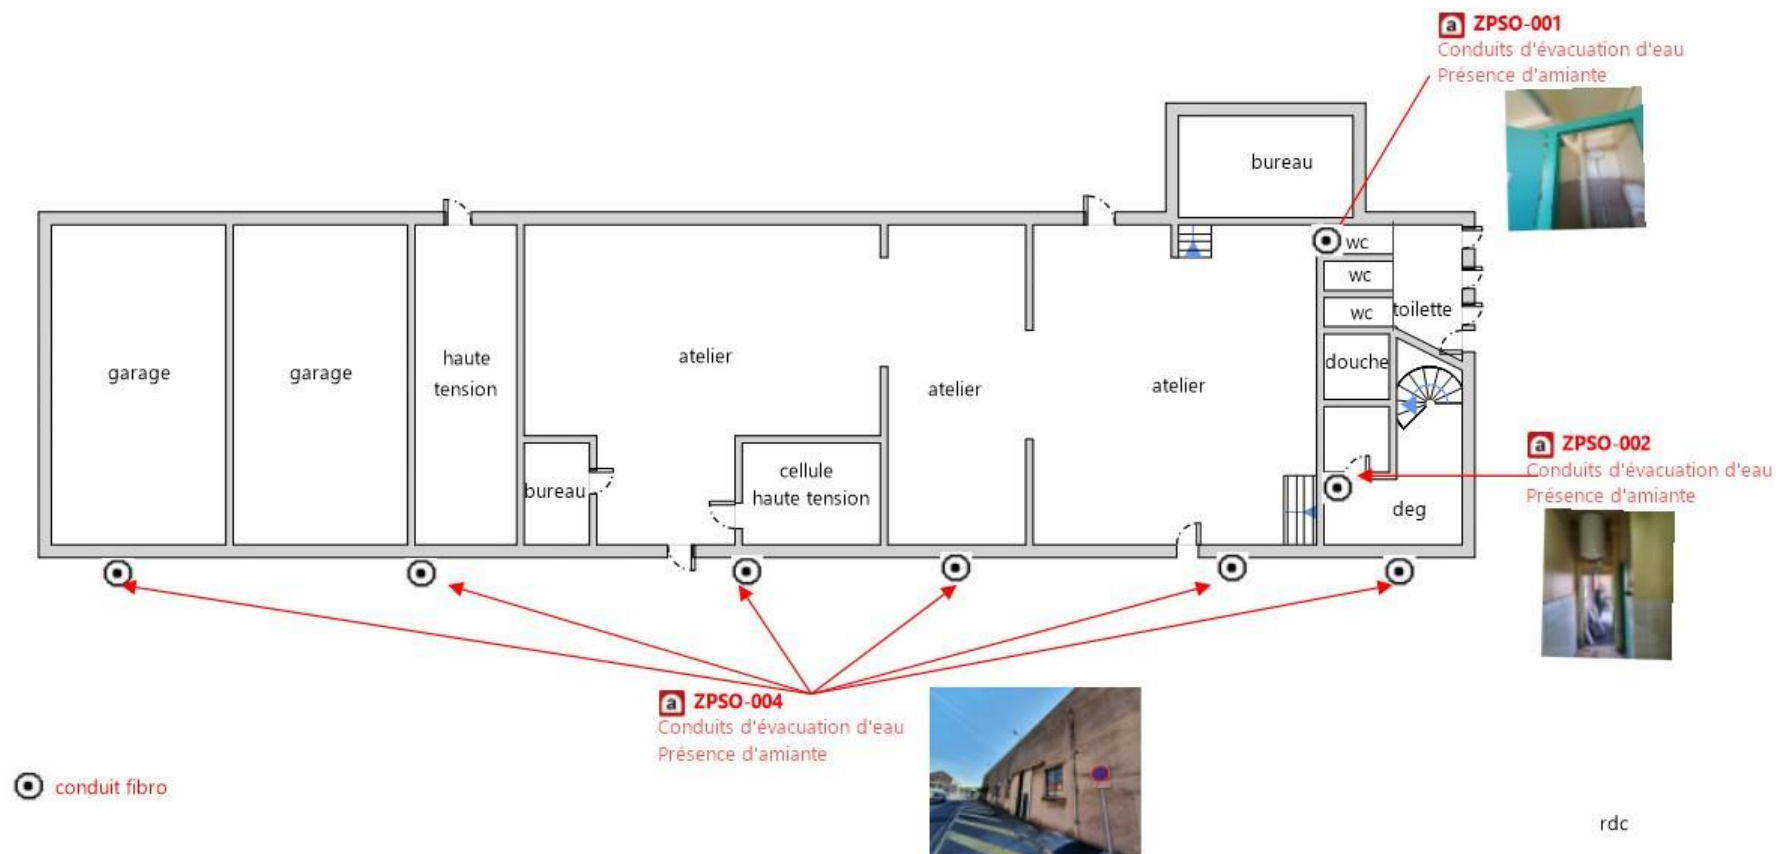 a ZPSO-001
Conduits d'évacuation d'eau
Présence d'amiante
bureau
wc
wc
wc
toilette
garage
garage
haute
tension
atelier
atelier
atelier
douche
a ZPSO-002
Conduits d'évacuation d'eau
Présence d'amiante
bureau
cellule
haute tension
deg
a ZPSO-004
Conduits d'évacuation d'eau
Présence d'amiante
conduit fibro
rdc